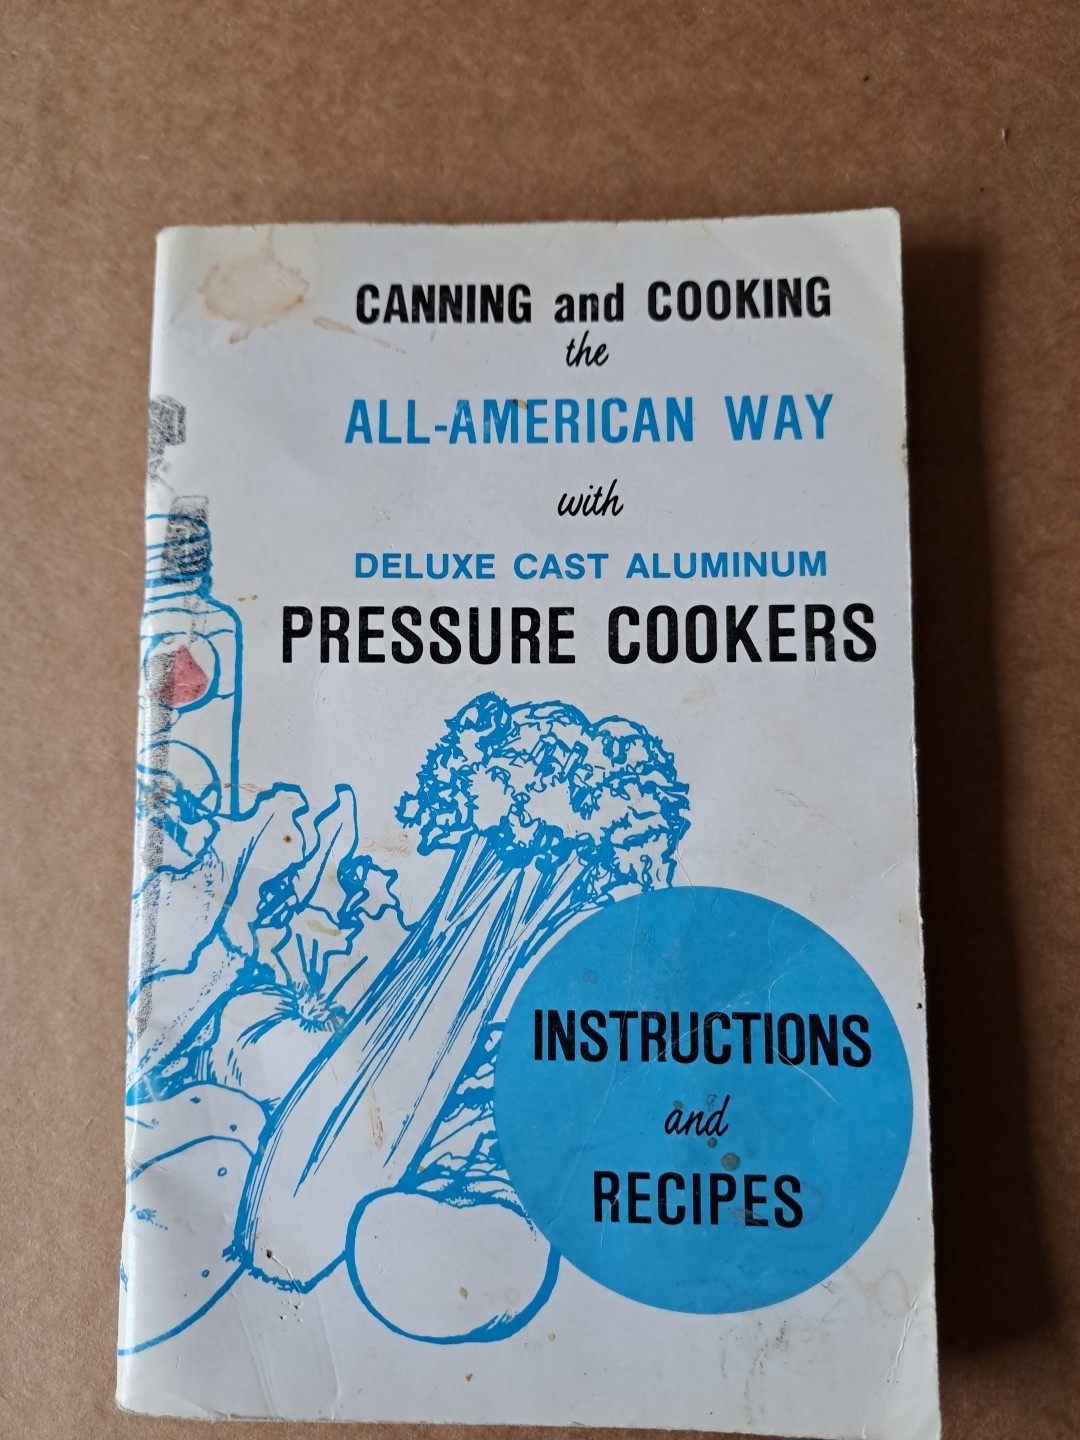 CANNING and COOKING
the
ALL-AMERICAN WAY
with
DELUXE CAST ALUMINUM
PRESSURE COOKERS
INSTRUCTIONS
and
RECIPES